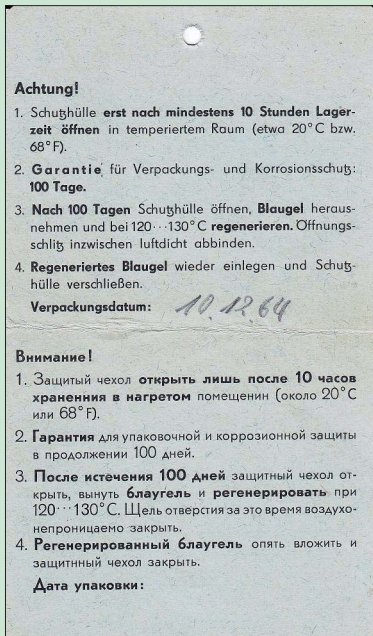 Achtung!
1. Schutzhülle erst nach mindestens 10 Stunden Lager-
zeit öffnen in temperiertem Raum (etwa 20°C bzw.
68°F).
2. Garantie für Verpackungs- und Korrosionsschutz:
100 Tage.
3. Nach 100 Tagen Schutzhülle öffnen, Blaugel heraus-
nehmen und bei 120···130°C regenerieren. Öffnungs-
schlitz inzwischen luftdicht abbinden.
4. Regeneriertes Blaugel wieder einlegen und Schutz-
hülle verschließen.
Verpackungsdatum: 10.12.64
Внимание!
1. Защитый чехол открыть лишь после 10 часов
хранненния в нагретом помещенин (около 20°C
или 68°F).
2. Гарантия для упаковочной и коррозионной защиты
в продолжении 100 дней.
3. После истечения 100 дней защитный чехол от-
крыть, вынуть блаугель и регенерировать при
120···130°C. Щель отверстия за это время воздухо-
непроницаемо закрыть.
4. Регенерированный блаугель опять вложить и
защитнный чехол закрыть.
Дата упаковки: